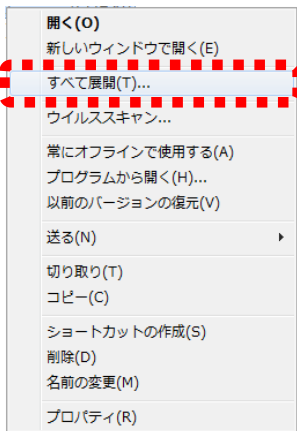 開く(O)
新しいウィンドウで開く(E)
すべて展開(T)...
ウイルススキャン...
常にオフラインで使用する(A)
プログラムから開く(H)...
以前のバージョンの復元(V)
送る(N)
切り取り(T)
コピー(C)
ショートカットの作成(S)
削除(D)
名前の変更(M)
プロパティ(R)